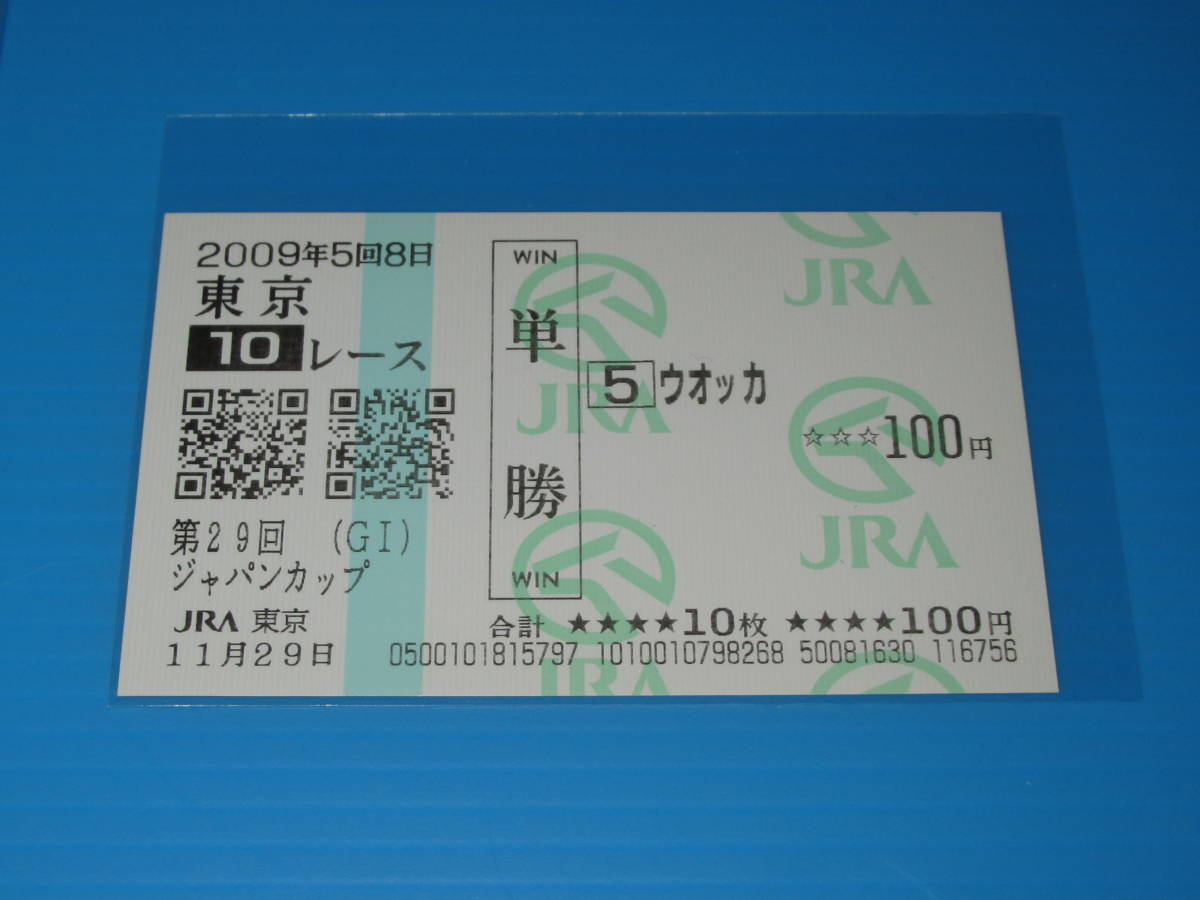 2009年5回8日
東京
10レース
第29回 (GI)
ジャパンカップ
JRA 東京
11月29日
WIN
単勝
WIN
5 ウオッカ
☆☆☆100円
合計 ★★★★10枚 ★★★★100円
0500101815797 1010010798268 50081630 116756
JRA
JRA
JRA
JRA